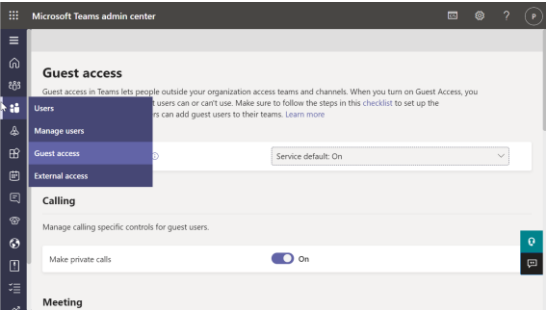 Microsoft Teams admin center
?
P
Guest access
Guest access in Teams lets people outside your organization access teams and channels. When you turn on Guest Access, you
t users can or can't use. Make sure to follow the steps in this checklist to set up the
rs can add guest users to their teams. Learn more
Users
Manage users
Guest access
External access
Service default: On
Calling
Manage calling specific controls for guest users.
Make private calls
On
Meeting